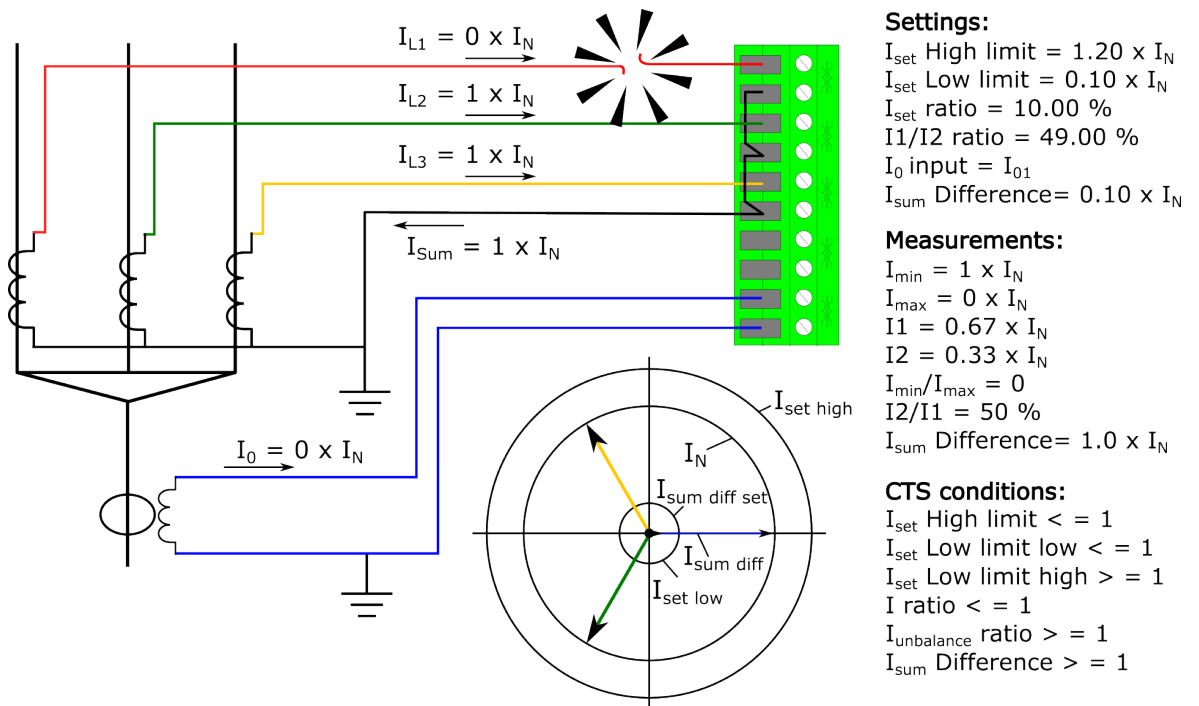 I_L1 = 0 x I_N
I_L2 = 1 x I_N
I_L3 = 1 x I_N
I_Sum = 1 x I_N
I_0 = 0 x I_N
I_set high
I_N
I_sum diff set
I_sum diff
I_set low
Settings:
I_set High limit = 1.20 x I_N
I_set Low limit = 0.10 x I_N
I_set ratio = 10.00 %
I1/I2 ratio = 49.00 %
I_0 input = I_01
I_sum Difference= 0.10 x I_N
Measurements:
I_min = 1 x I_N
I_max = 0 x I_N
I1 = 0.67 x I_N
I2 = 0.33 x I_N
I_min/I_max = 0
I2/I1 = 50 %
I_sum Difference= 1.0 x I_N
CTS conditions:
I_set High limit < = 1
I_set Low limit low < = 1
I_set Low limit high > = 1
I ratio < = 1
I_unbalance ratio > = 1
I_sum Difference > = 1